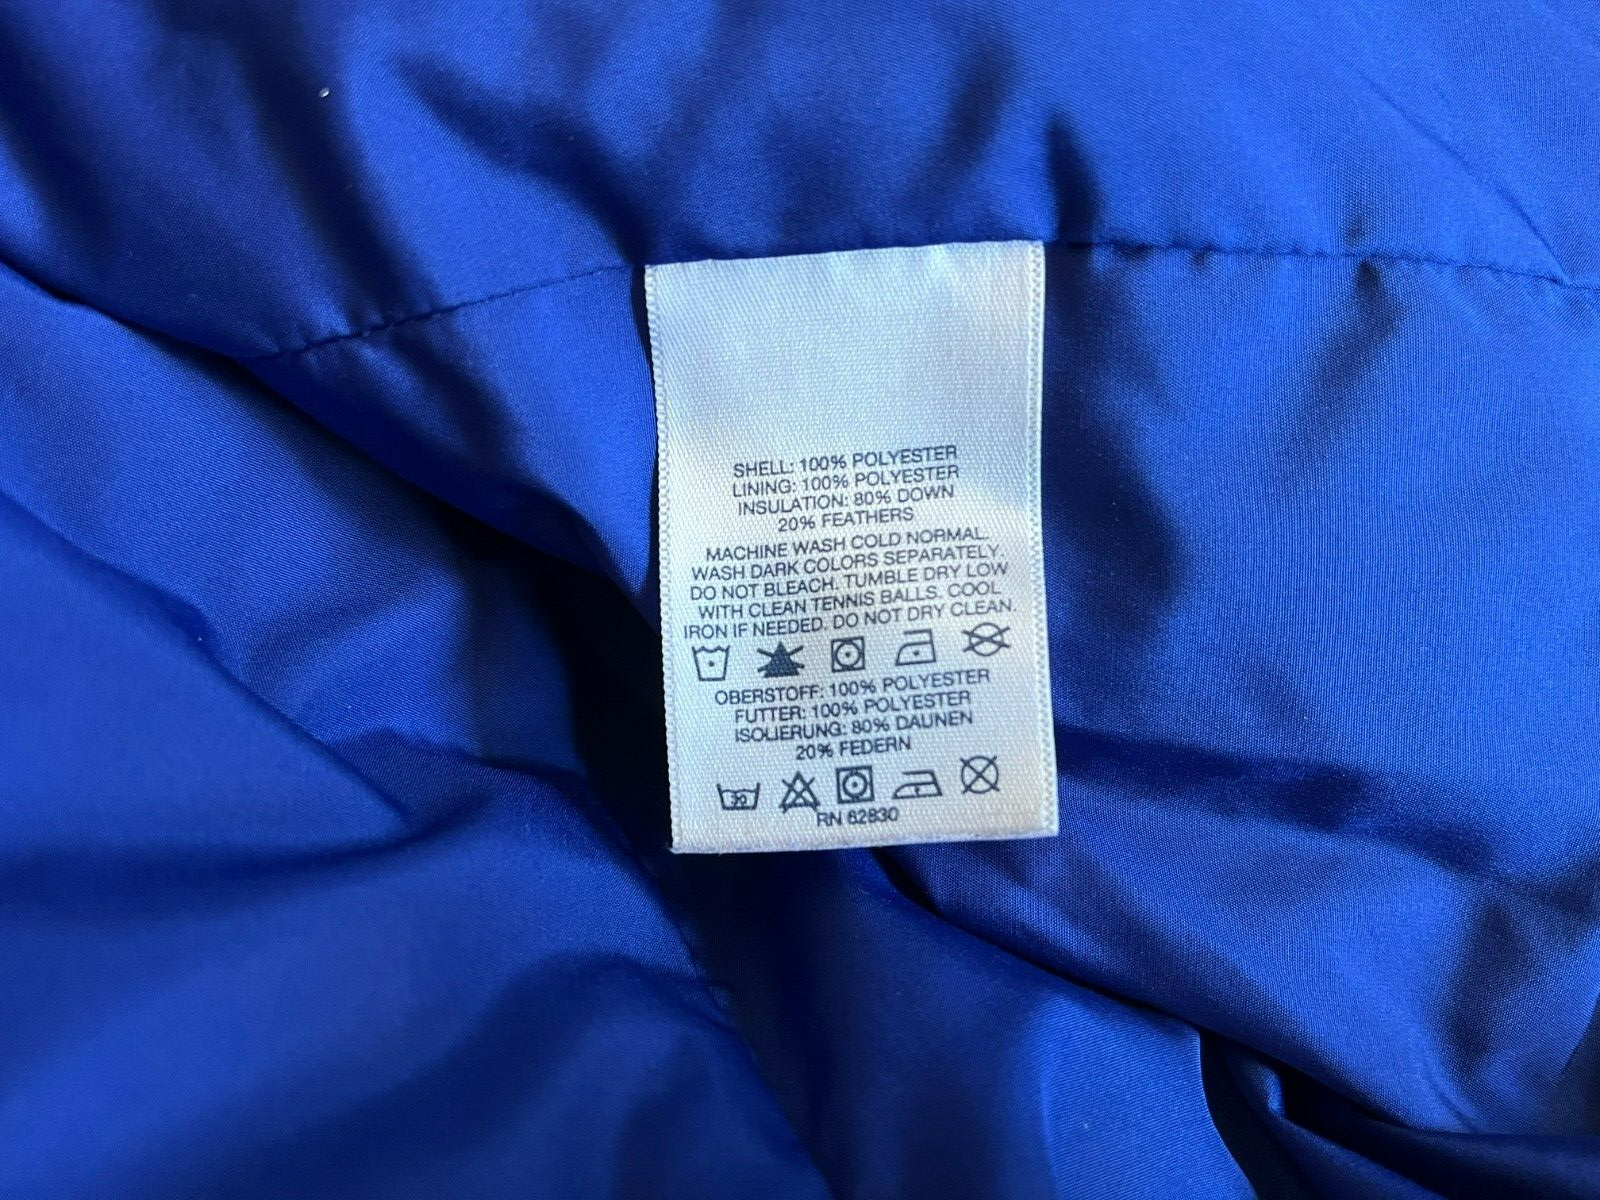 SHELL: 100% POLYESTER
LINING: 100% POLYESTER
INSULATION: 80% DOWN
20% FEATHERS
MACHINE WASH COLD NORMAL.
WASH DARK COLORS SEPARATELY.
DO NOT BLEACH. TUMBLE DRY LOW
WITH CLEAN TENNIS BALLS. COOL
IRON IF NEEDED. DO NOT DRY CLEAN.
OBERSTOFF: 100% POLYESTER
FUTTER: 100% POLYESTER
ISOLIERUNG: 80% DAUNEN
20% FEDERN
30
RN 62830